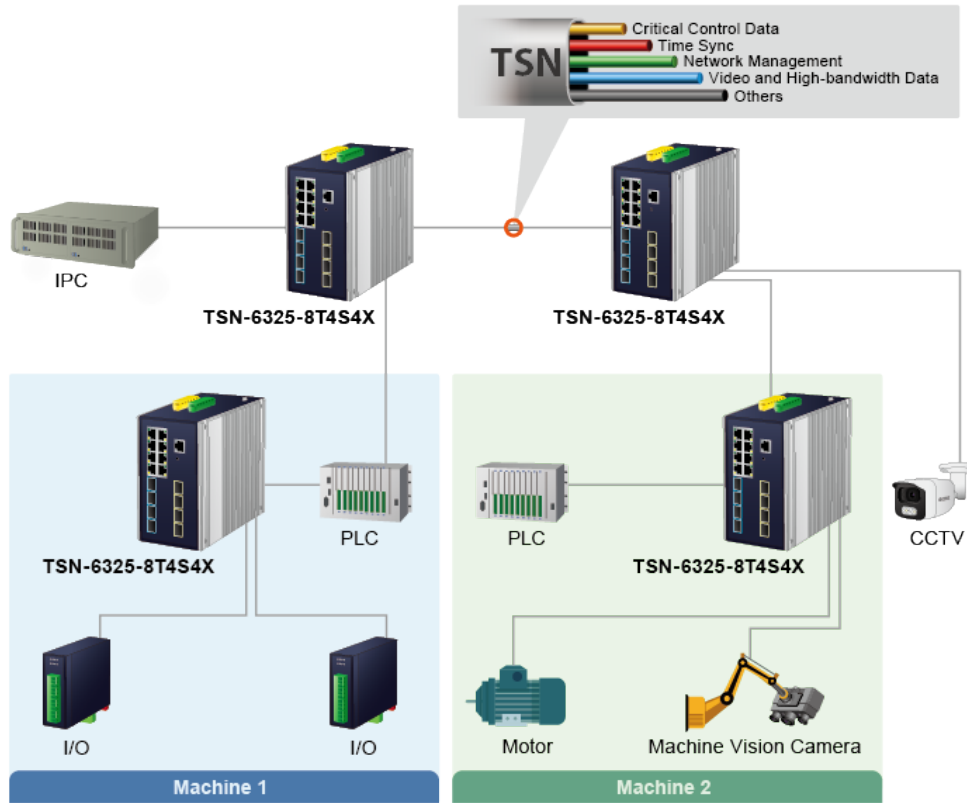 TSN
Critical Control Data
Time Sync
Network Management
Video and High-bandwidth Data
Others
IPC
TSN-6325-8T4S4X
TSN-6325-8T4S4X
PLC
PLC
CCTV
TSN-6325-8T4S4X
TSN-6325-8T4S4X
I/O
I/O
Motor
Machine Vision Camera
Machine 1
Machine 2